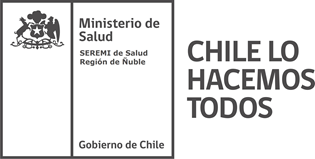 Ministerio de
Salud
SEREMI de Salud
Región de Ñuble
Gobierno de Chile
CHILE LO
HACEMOS
TODOS